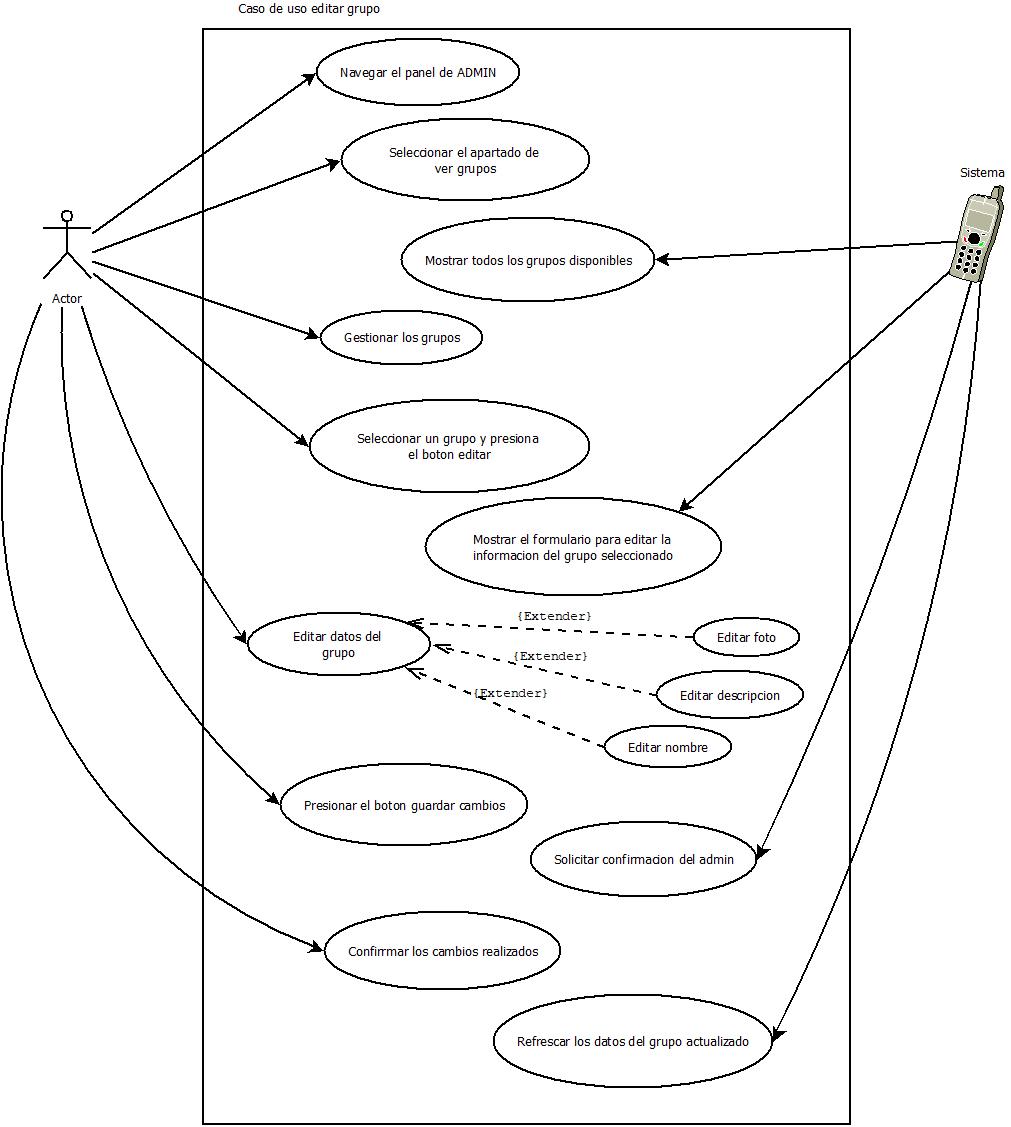 Caso de uso editar grupo
Navegar el panel de ADMIN
Seleccionar el apartado de
ver grupos
Sistema
Mostrar todos los grupos disponibles
Actor
Gestionar los grupos
Seleccionar un grupo y presiona
el boton editar
Mostrar el formulario para editar la
informacion del grupo seleccionado
{Extender}
Editar datos del
grupo
Editar foto
{Extender}
Editar descripcion
{Extender}
Editar nombre
Presionar el boton guardar cambios
Solicitar confirmacion del admin
Confirrmar los cambios realizados
Refrescar los datos del grupo actualizado